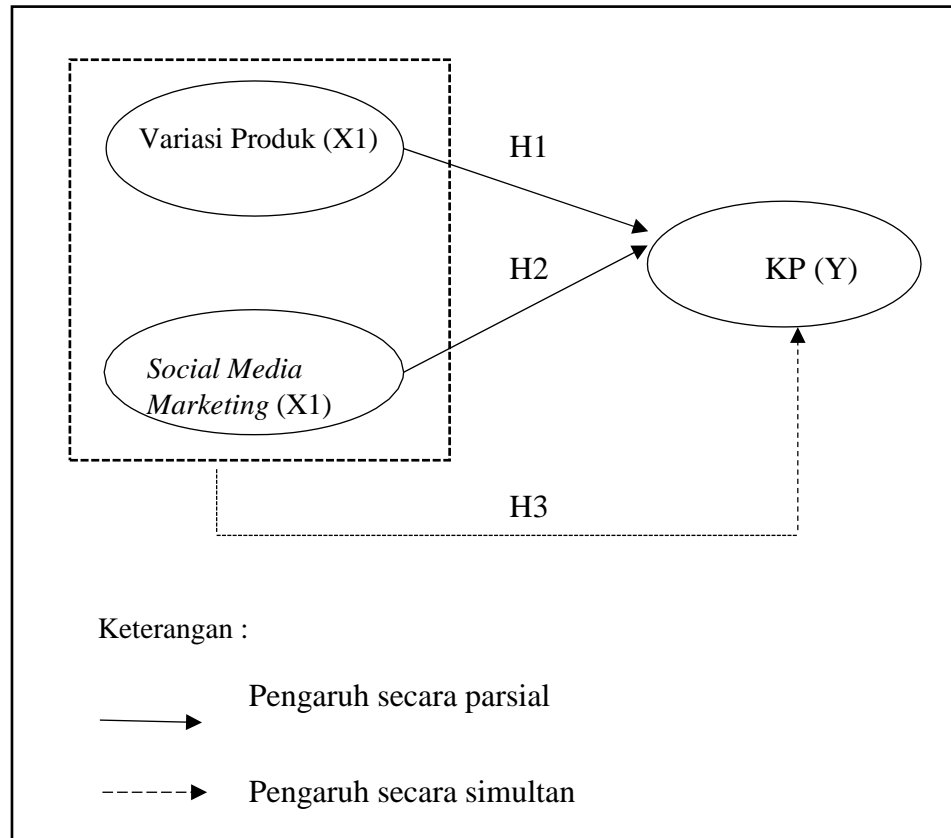 Variasi Produk (X1)
H1
H2
KP (Y)
Social Media
Marketing (X1)
H3
Keterangan :
Pengaruh secara parsial
Pengaruh secara simultan